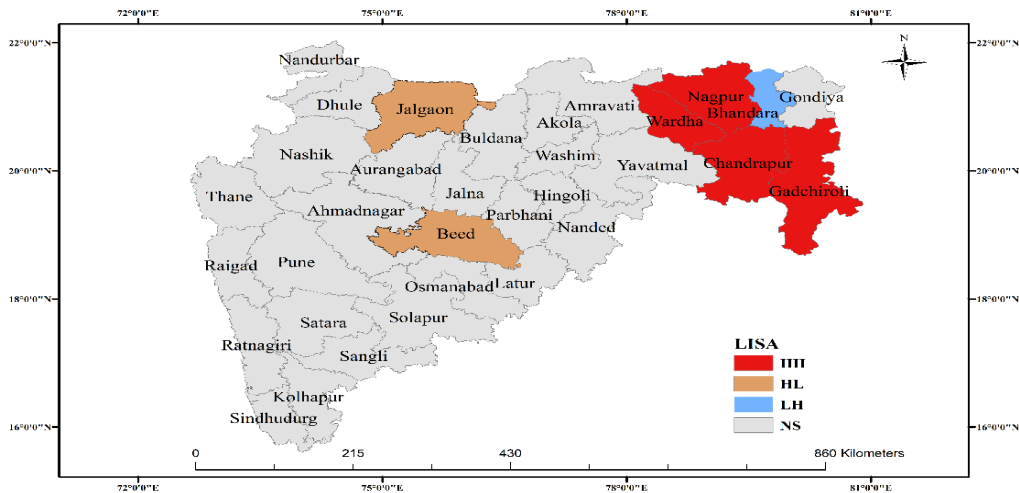 72°0'0"N 75°0'0"N 78°0'0"N 81°0'0"N
22°0'0"N 22°0'0"N
N
Nandurbar
Dhule Jalgaon Amravati Nagpur Gondiya
Buldana Akola Wardha Bhandara
Nashik Washim
Aurangabad Yavatmal Chandrapur
20°0'0"N 20°0'0"N
Thane Jalna Hingoli Gadchiroli
Ahmadnagar Parbhani
Beed Nanded
Raigad Pune
Osmanabad Latur
18°0'0"N 18°0'0"N
Satara Solapur
Ratnagiri Sangli
LISA
HH
HL
Kolhapur
LH
Sindhudurg
NS
16°0'0"N 16°0'0"N
0 215 430 860 Kilometers
72°0'0"N 75°0'0"N 78°0'0"N 81°0'0"N